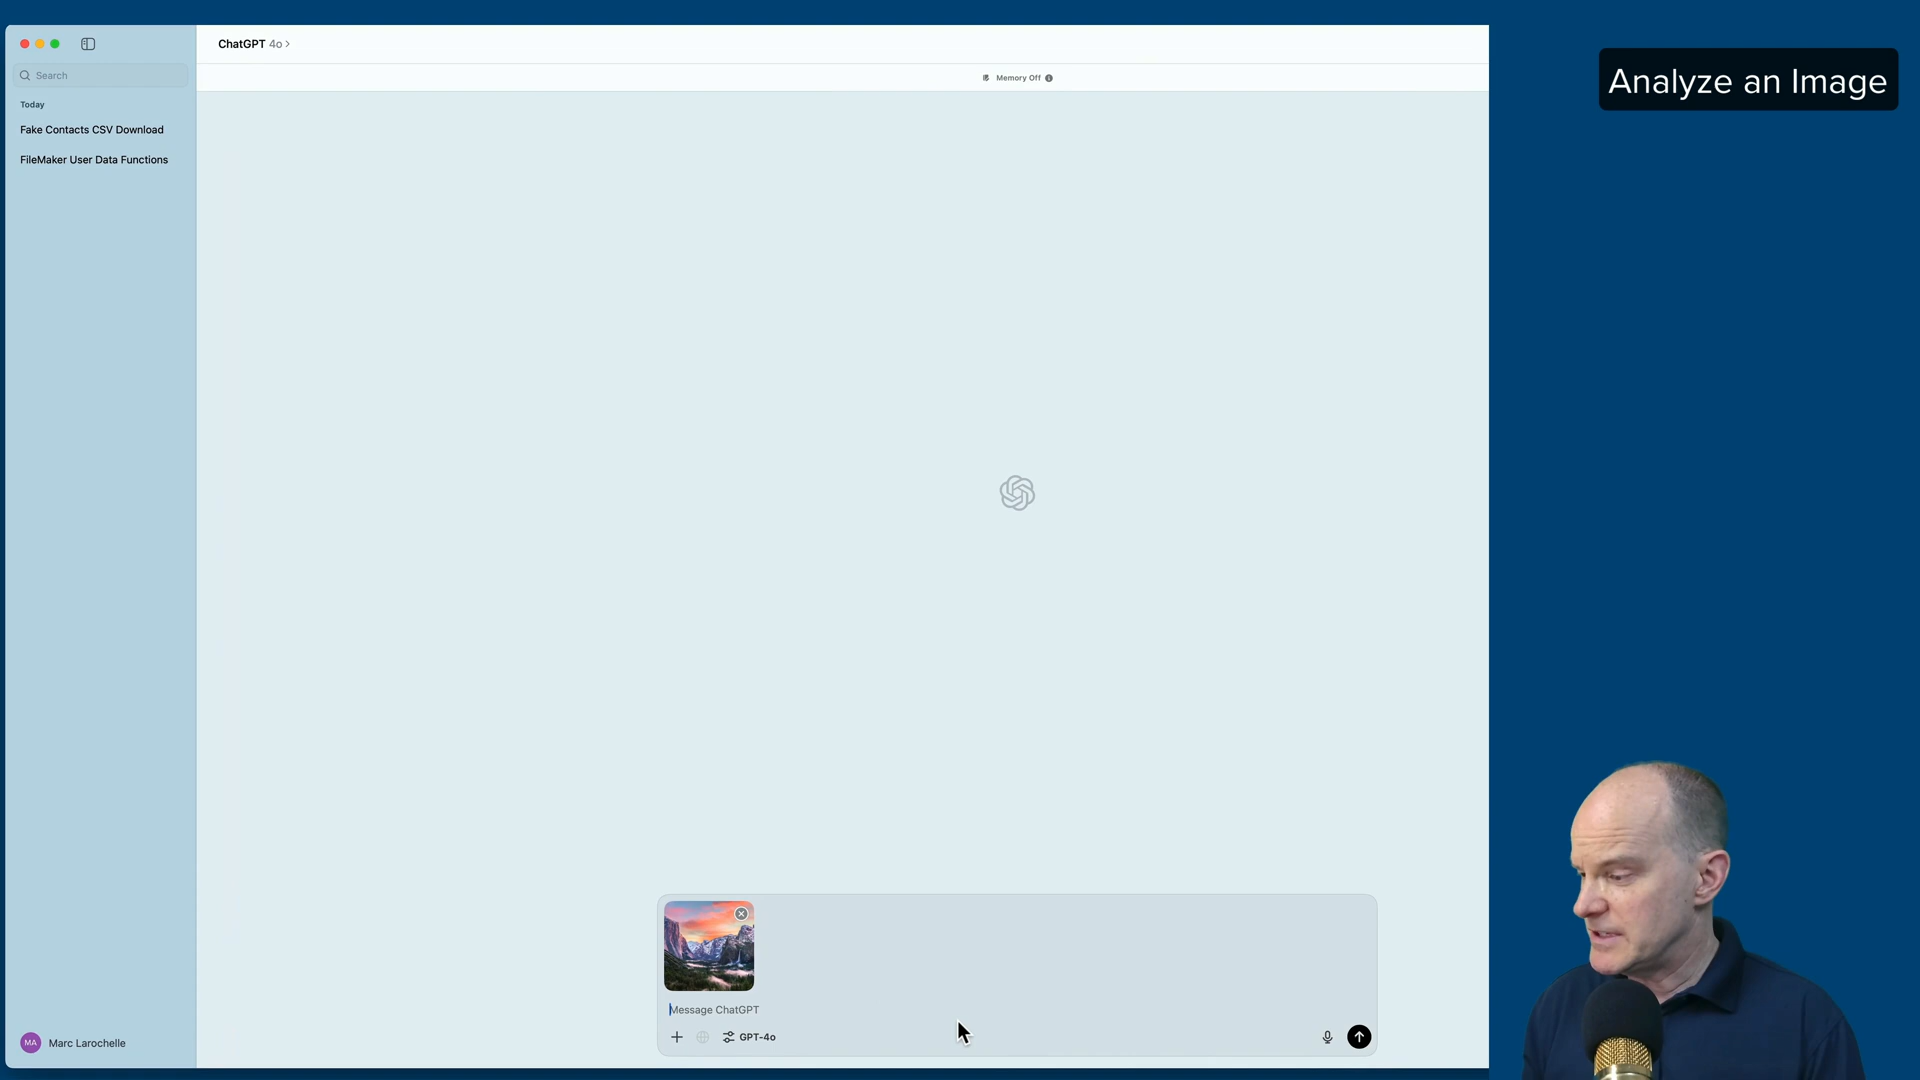 ChatGPT 4o >
Search
Memory Off
Today
Fake Contacts CSV Download
FileMaker User Data Functions
Analyze an Image
Message ChatGPT
GPT-4o
MA
Marc Larochelle